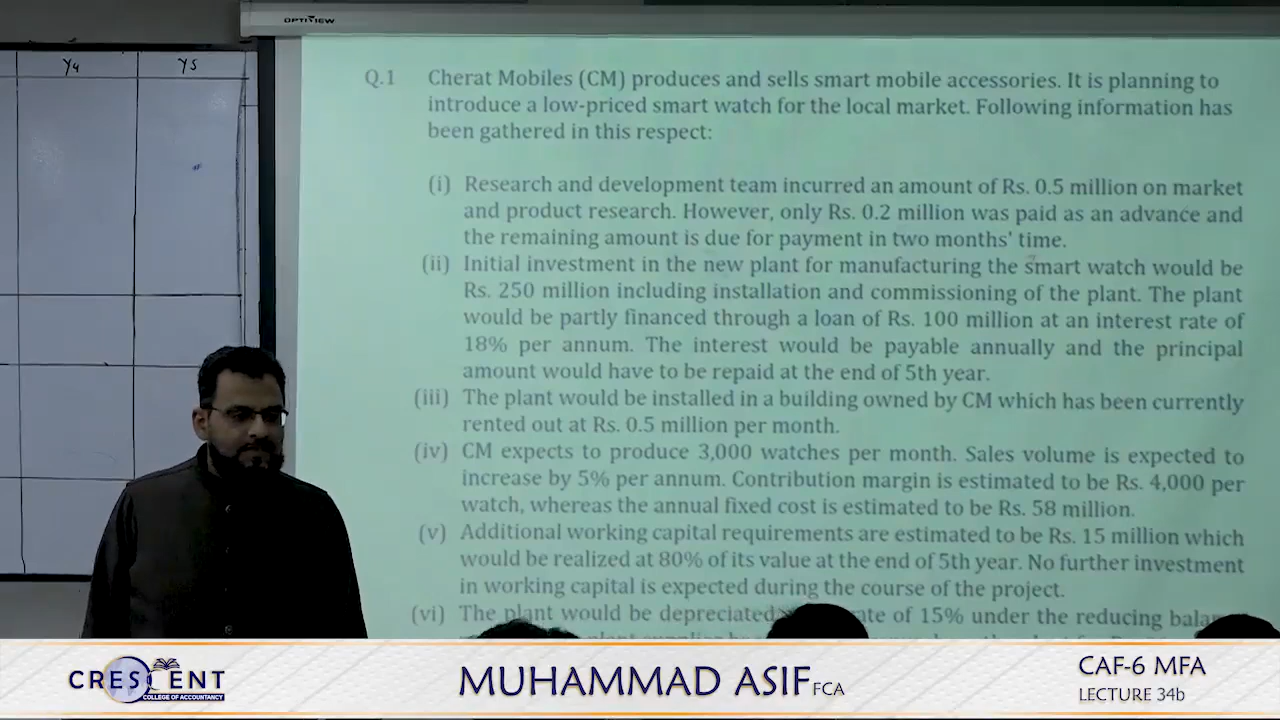 OPTIVIEW
Y4 Y5
Q.1 Cherat Mobiles (CM) produces and sells smart mobile accessories. It is planning to
introduce a low-priced smart watch for the local market. Following information has
been gathered in this respect:
(i) Research and development team incurred an amount of Rs. 0.5 million on market
and product research. However, only Rs. 0.2 million was paid as an advance and
the remaining amount is due for payment in two months' time.
(ii) Initial investment in the new plant for manufacturing the smart watch would be
Rs. 250 million including installation and commissioning of the plant. The plant
would be partly financed through a loan of Rs. 100 million at an interest rate of
18% per annum. The interest would be payable annually and the principal
amount would have to be repaid at the end of 5th year.
(iii) The plant would be installed in a building owned by CM which has been currently
rented out at Rs. 0.5 million per month.
(iv) CM expects to produce 3,000 watches per month. Sales volume is expected to
increase by 5% per annum. Contribution margin is estimated to be Rs. 4,000 per
watch, whereas the annual fixed cost is estimated to be Rs. 58 million.
(v) Additional working capital requirements are estimated to be Rs. 15 million which
would be realized at 80% of its value at the end of 5th year. No further investment
in working capital is expected during the course of the project.
(vi) The plant would be depreciated of 15% under the reducing
CRESCENT
COLLEGE OF ACCOUNTANCY
MUHAMMAD ASIF FCA
CAF-6 MFA
LECTURE 34b